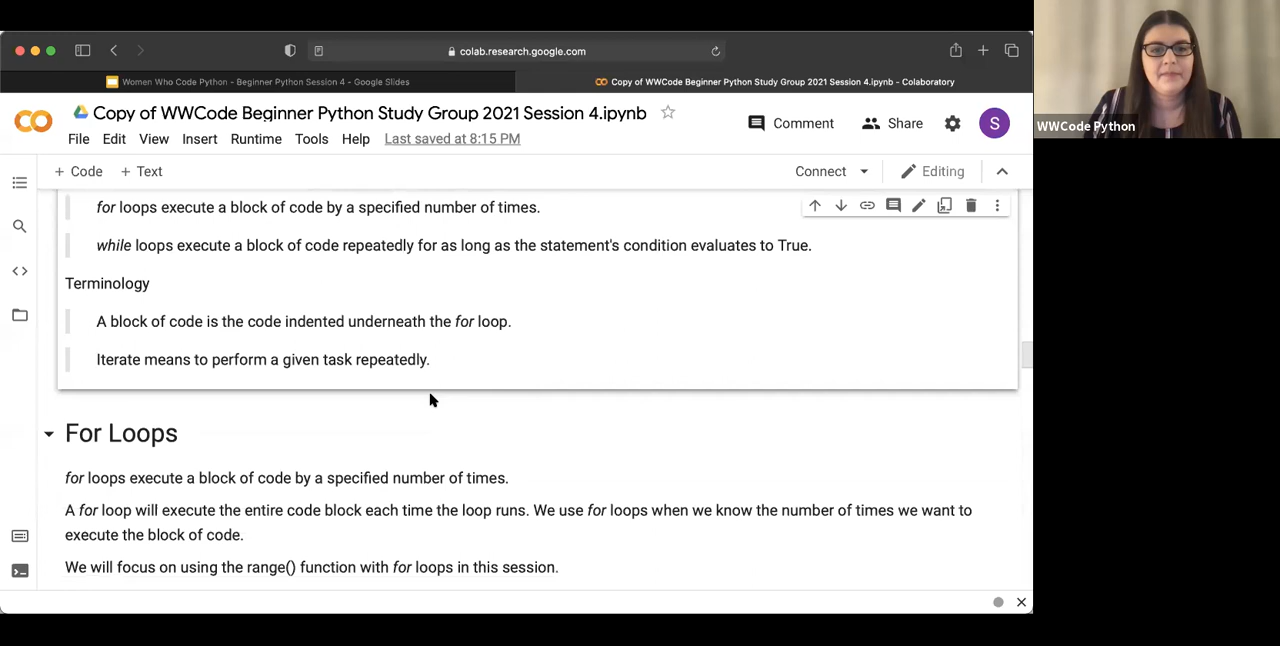 colab.research.google.com
Women Who Code Python - Beginner Python Session 4 - Google Slides
Copy of WWCode Beginner Python Study Group 2021 Session 4.ipynb - Colaboratory
Copy of WWCode Beginner Python Study Group 2021 Session 4.ipynb
Comment
Share
S
File Edit View Insert Runtime Tools Help Last saved at 8:15 PM
+ Code + Text
Connect
Editing
for loops execute a block of code by a specified number of times.
while loops execute a block of code repeatedly for as long as the statement's condition evaluates to True.
Terminology
A block of code is the code indented underneath the for loop.
Iterate means to perform a given task repeatedly.
For Loops
for loops execute a block of code by a specified number of times.
A for loop will execute the entire code block each time the loop runs. We use for loops when we know the number of times we want to
execute the block of code.
We will focus on using the range() function with for loops in this session.
WWCode Python